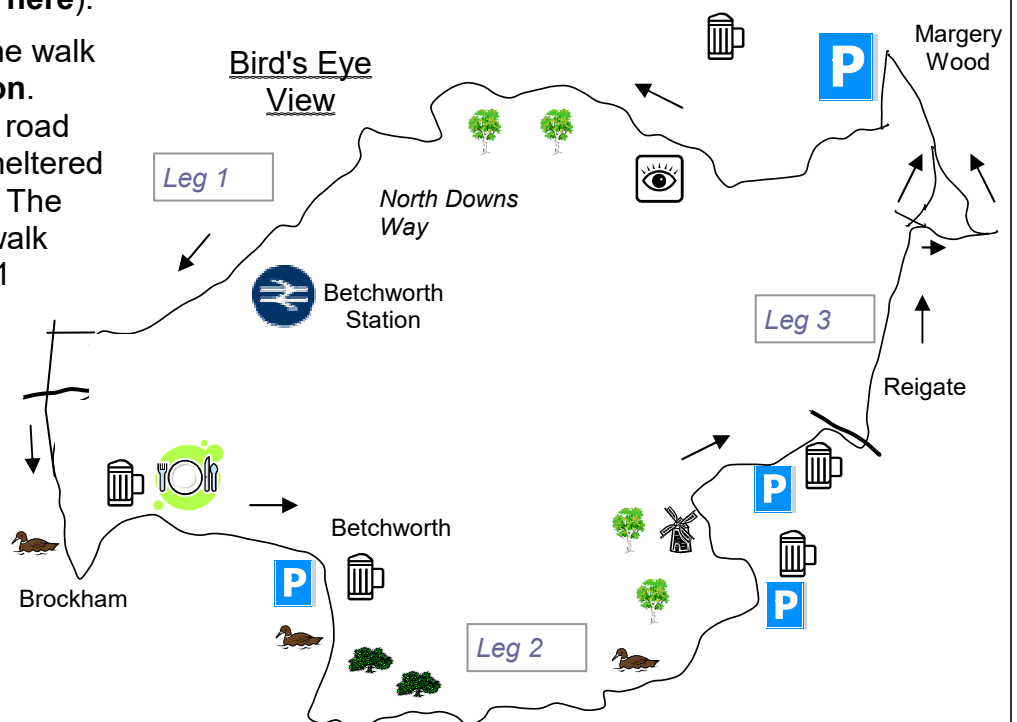 here).
ne walk
on.
road
heltered
The
walk
1
Bird's Eye
View
P
Margery
Wood
Leg 1
North Downs
Way
Betchworth
Station
Leg 3
Reigate
P
Betchworth
P
P
Brockham
Leg 2